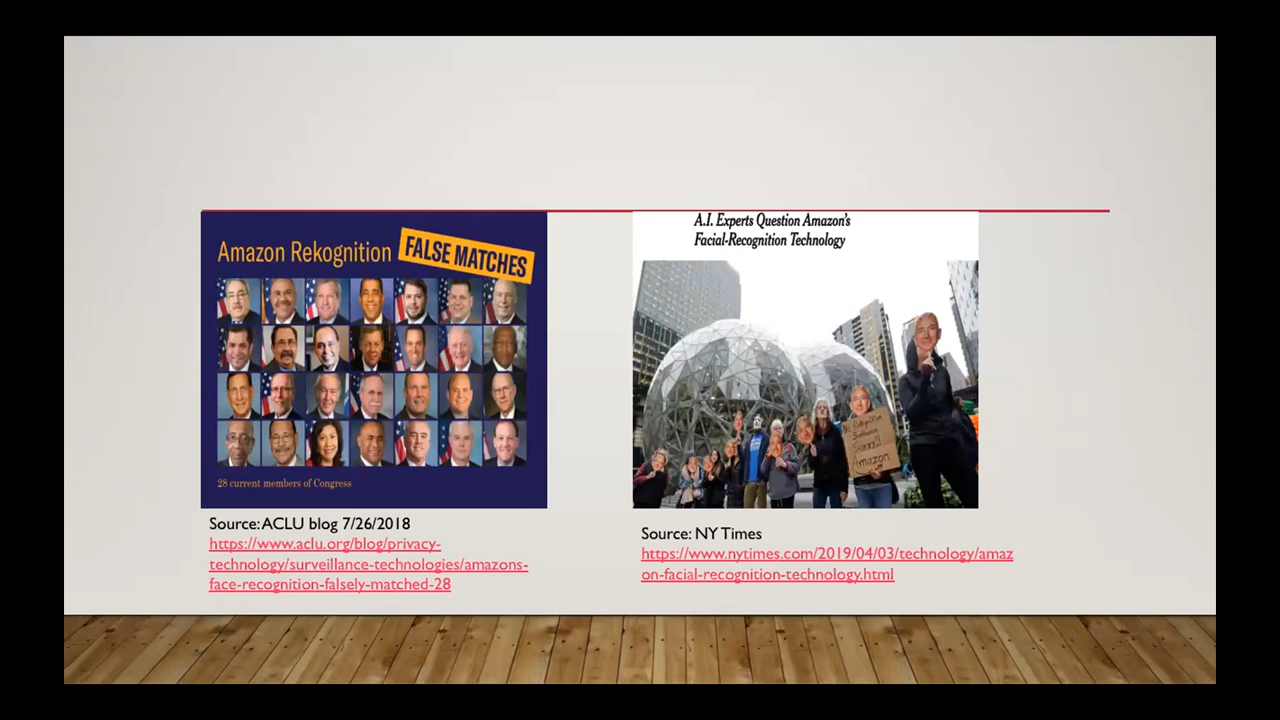 Amazon Rekognition FALSE MATCHES
28 current members of Congress
Source: ACLU blog 7/26/2018
https://www.aclu.org/blog/privacy-
technology/surveillance-technologies/amazons-
face-recognition-falsely-matched-28
A.I. Experts Question Amazon's
Facial-Recognition Technology
Amazon
Source: NY Times
https://www.nytimes.com/2019/04/03/technology/amaz
on-facial-recognition-technology.html